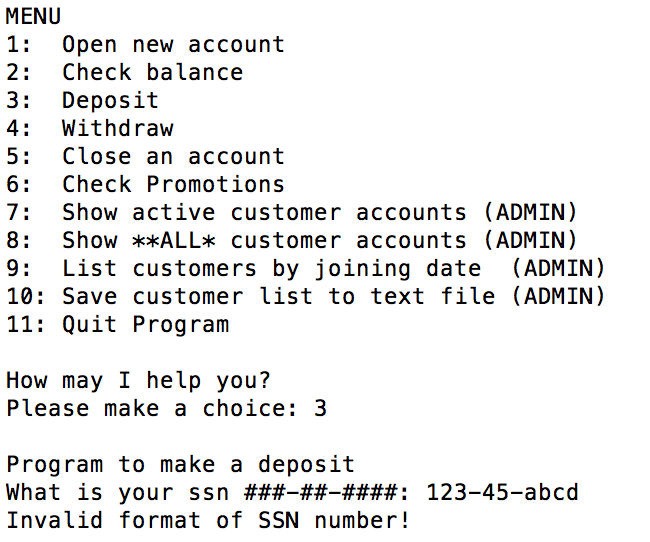 MENU
1:  Open new account
2:  Check balance
3:  Deposit
4:  Withdraw
5:  Close an account
6:  Check Promotions
7:  Show active customer accounts (ADMIN)
8:  Show **ALL* customer accounts (ADMIN)
9:  List customers by joining date  (ADMIN)
10: Save customer list to text file (ADMIN)
11: Quit Program
How may I help you?
Please make a choice: 3
Program to make a deposit
What is your ssn ###-##-####: 123-45-abcd
Invalid format of SSN number!